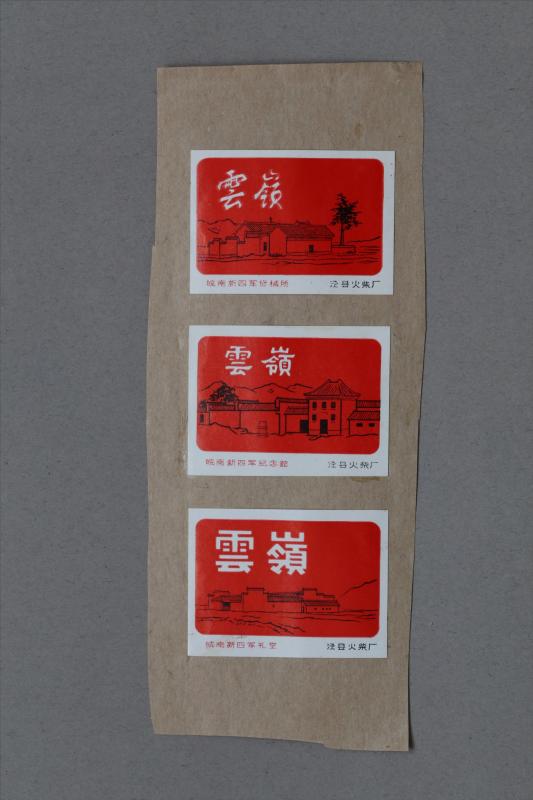 雲嶺
皖南新四军修械所 泾县火柴厂
雲嶺
皖南新四军纪念館 泾县火柴厂
雲嶺
皖南新四军礼堂 泾县火柴厂